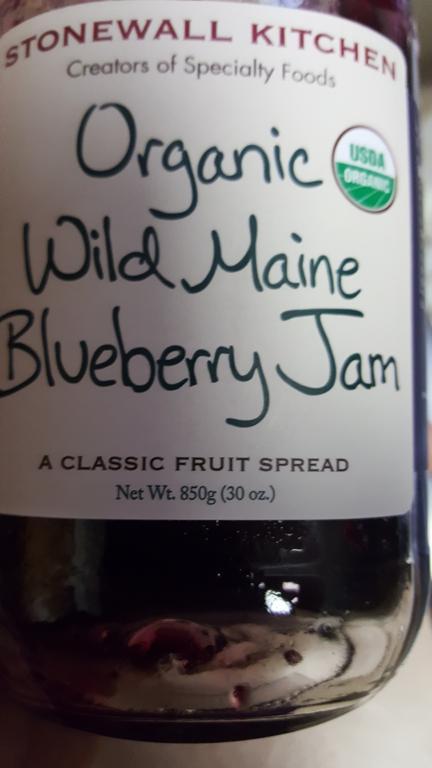 STONEWALL KITCHEN
Creators of Specialty Foods
Organic
USDA
ORGANIC
Wild Maine
Blueberry Jam
A CLASSIC FRUIT SPREAD
Net Wt. 850g (30 oz.)